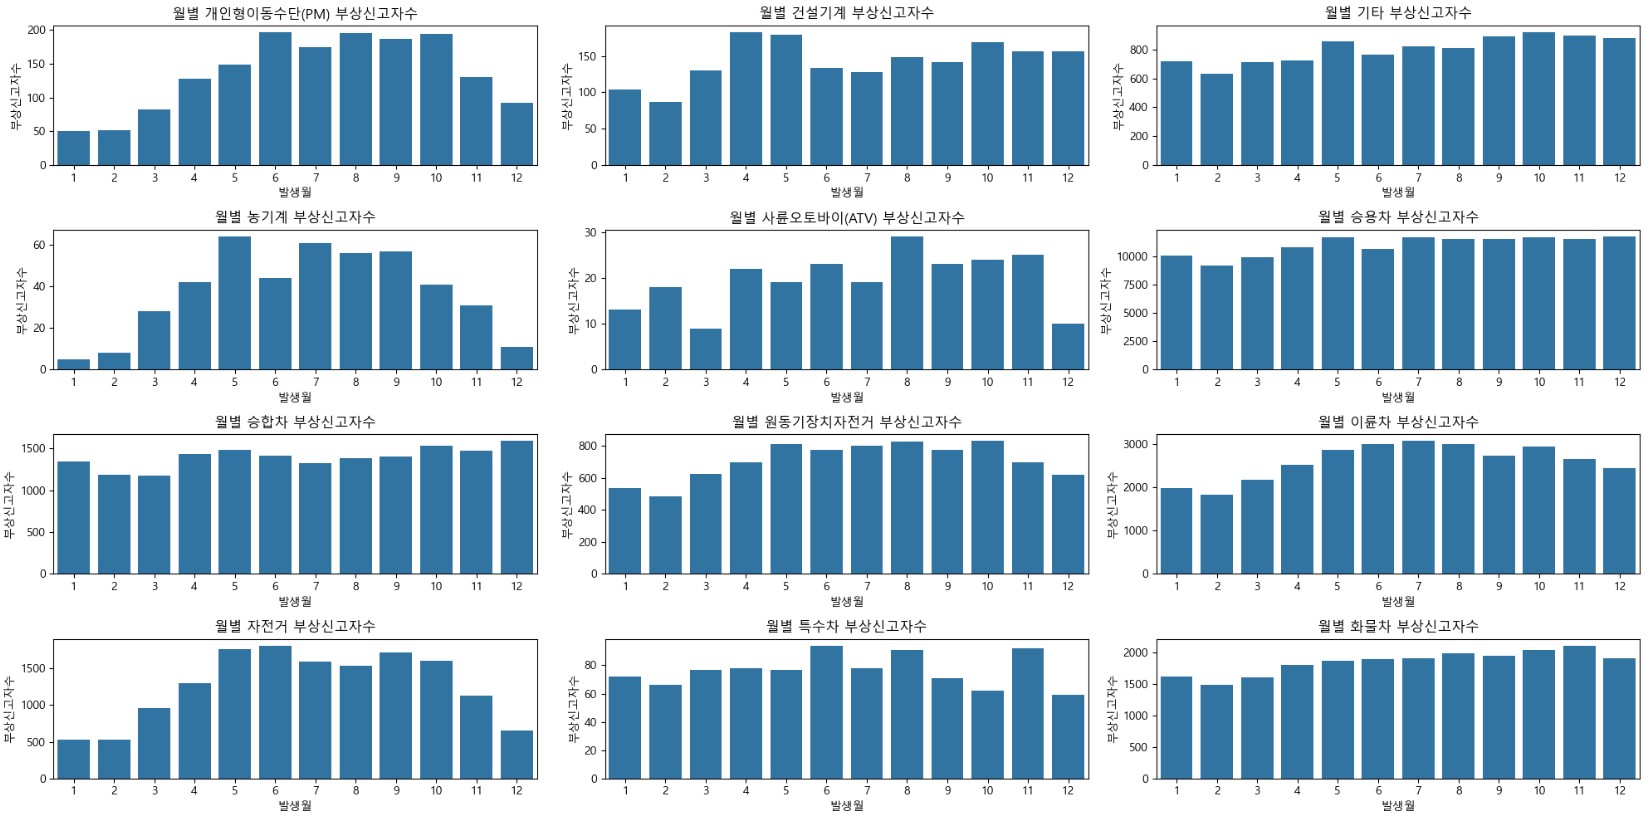 월별 개인형이동수단(PM) 부상신고자수
부상신고자수
200
150
100
50
0
1 2 3 4 5 6 7 8 9 10 11 12
발생월
월별 건설기계 부상신고자수
부상신고자수
150
100
50
0
1 2 3 4 5 6 7 8 9 10 11 12
발생월
월별 기타 부상신고자수
부상신고자수
800
600
400
200
0
1 2 3 4 5 6 7 8 9 10 11 12
발생월
월별 농기계 부상신고자수
부상신고자수
60
40
20
0
1 2 3 4 5 6 7 8 9 10 11 12
발생월
월별 사륜오토바이(ATV) 부상신고자수
부상신고자수
30
20
10
0
1 2 3 4 5 6 7 8 9 10 11 12
발생월
월별 승용차 부상신고자수
부상신고자수
10000
7500
5000
2500
0
1 2 3 4 5 6 7 8 9 10 11 12
발생월
월별 승합차 부상신고자수
부상신고자수
1500
1000
500
0
1 2 3 4 5 6 7 8 9 10 11 12
발생월
월별 원동기장치자전거 부상신고자수
부상신고자수
800
600
400
200
0
1 2 3 4 5 6 7 8 9 10 11 12
발생월
월별 이륜차 부상신고자수
부상신고자수
3000
2000
1000
0
1 2 3 4 5 6 7 8 9 10 11 12
발생월
월별 자전거 부상신고자수
부상신고자수
1500
1000
500
0
1 2 3 4 5 6 7 8 9 10 11 12
발생월
월별 특수차 부상신고자수
부상신고자수
80
60
40
20
0
1 2 3 4 5 6 7 8 9 10 11 12
발생월
월별 화물차 부상신고자수
부상신고자수
2000
1500
1000
500
0
1 2 3 4 5 6 7 8 9 10 11 12
발생월